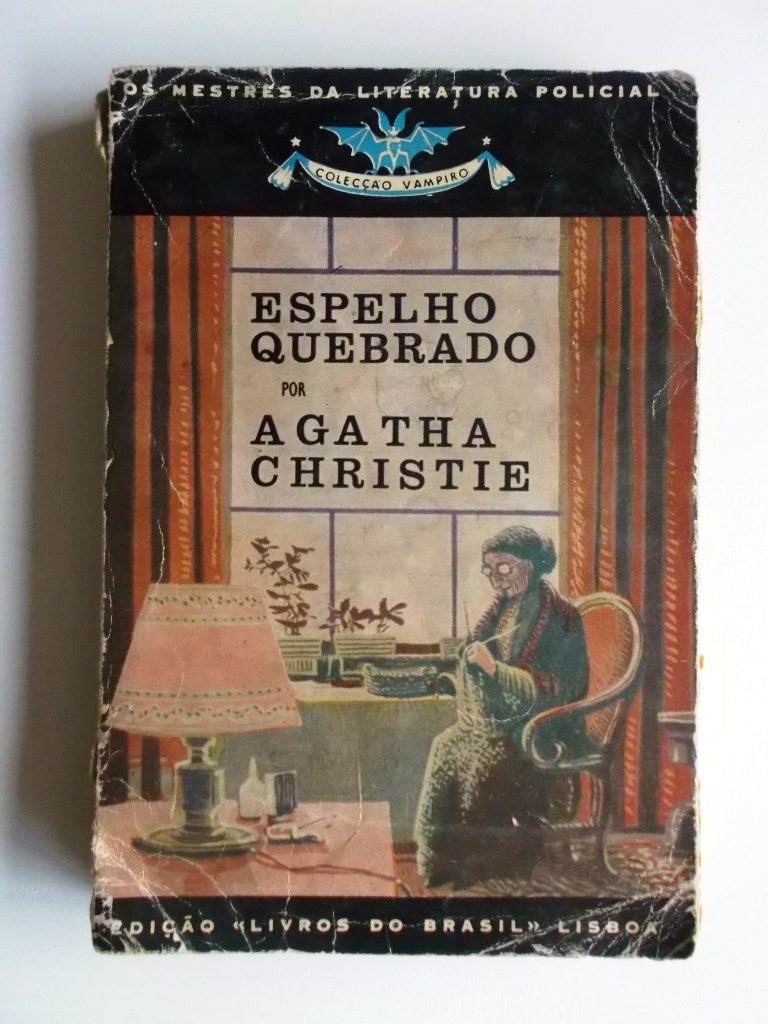 OS MESTRES DA LITERATURA POLICIAL
COLECÇÃO VAMPIRO
ESPELHO
QUEBRADO
POR
AGATHA
CHRISTIE
EDIÇÃO «LIVROS DO BRASIL» LISBOA